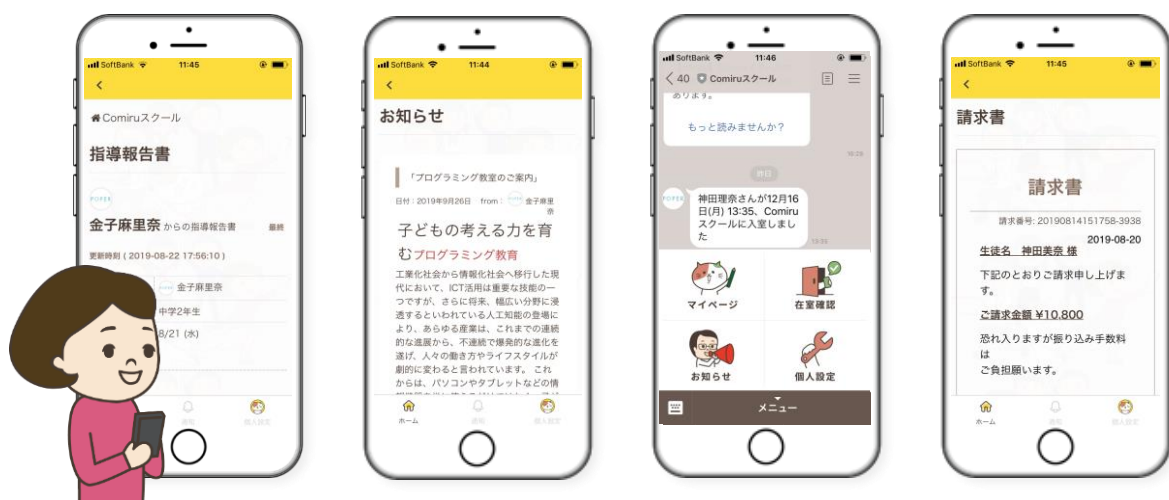 SoftBank 11:45
Comiruスクール
指導報告書
POPER
金子麻里奈 からの指導報告書 最終
更新時刻 ( 2019-08-22 17:56:10 )
金子麻里奈
中学2年生
8/21 (水)
ホーム 通知 個人設定
SoftBank 11:44
お知らせ
「プログラミング教室のご案内」
日付：2019年9月26日 from： 金子麻里
奈
子どもの考える力を育
むプログラミング教育
工業化社会から情報化社会へ移行した現
代において、ICT活用は重要な技能の一
つですが、さらに将来、幅広い分野に浸
透するといわれている人工知能の登場に
より、あらゆる産業は、これまでの連続
的な進展から、不連続で爆発的な進化を
遂げ、人々の働き方やライフスタイルが
劇的に変わると言われています。 これ
からは、パソコンやタブレットなどの情
ホーム 通知 個人設定
SoftBank 11:46
40 Comiruスクール
あります。
もっと読みませんか？
16:25
昨日
POPER
神田理奈さんが12月16
日(月) 13:35、Comiru
スクールに入室しまし
た
13:35
マイページ 在室確認
お知らせ 個人設定
メニュー
SoftBank 11:45
請求書
請求書
請求番号: 20190814151758-3938
2019-08-20
生徒名 神田美奈 様
下記のとおりご請求申し上げま
す。
ご請求金額 ¥10,800
恐れ入りますが振り込み手数料
は
ご負担願います。
ホーム 通知 個人設定